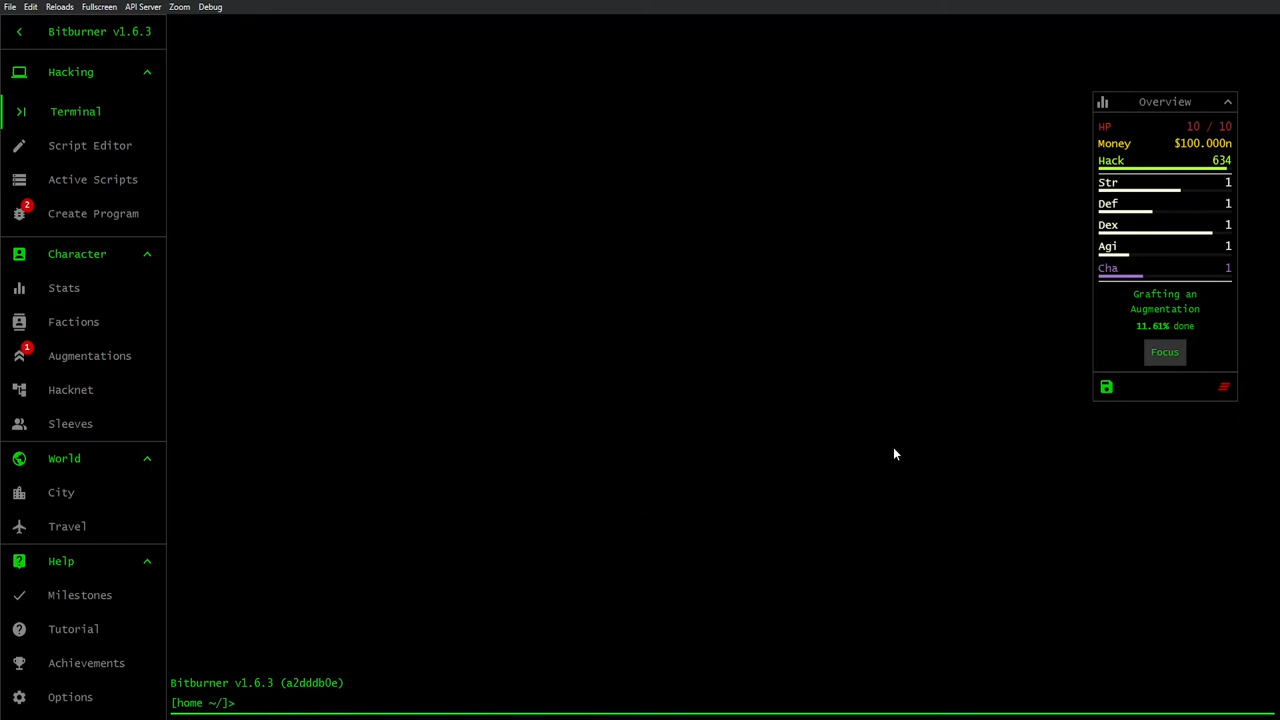 File Edit Reloads Fullscreen API Server Zoom Debug
Bitburner v1.6.3
Hacking
Terminal
Script Editor
Active Scripts
2
Create Program
Character
Stats
Factions
1
Augmentations
Hacknet
Sleeves
World
City
Travel
Help
Milestones
Tutorial
Achievements
Options
Overview
HP 10 / 10
Money $100.000n
Hack 634
Str 1
Def 1
Dex 1
Agi 1
Cha 1
Grafting an
Augmentation
11.61% done
Focus
Bitburner v1.6.3 (a2dddb0e)
[home ~/]>